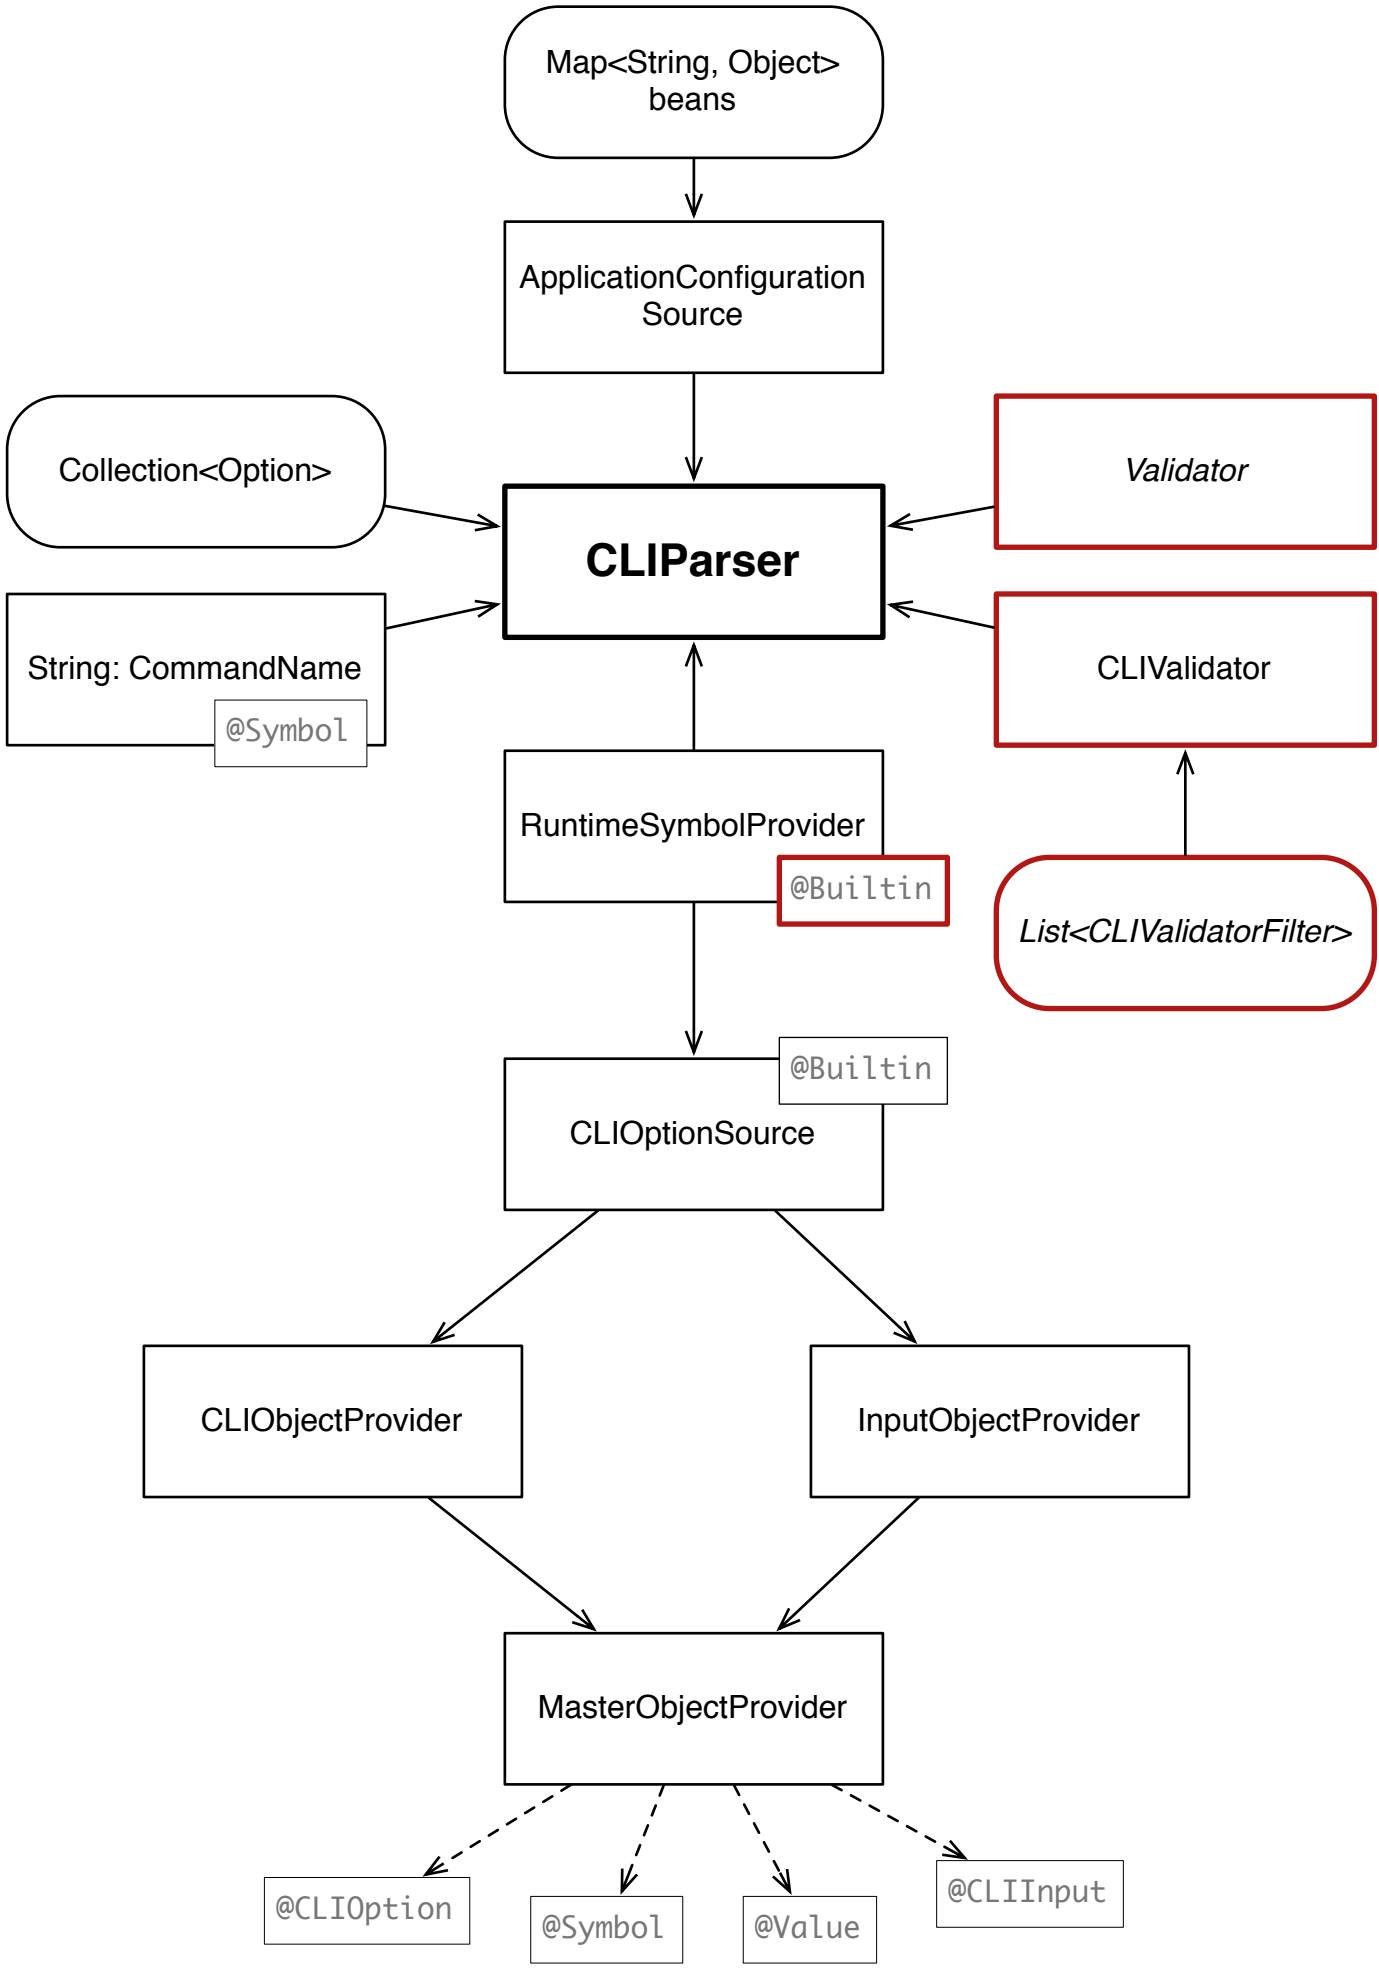 Map<String, Object>
beans
ApplicationConfiguration
Source
Collection<Option>
Validator
CLIParser
String: CommandName
@Symbol
CLIValidator
RuntimeSymbolProvider
@Builtin
List<CLIValidatorFilter>
@Builtin
CLIOptionSource
CLIObjectProvider
InputObjectProvider
MasterObjectProvider
@CLIOption
@Symbol
@Value
@CLIInput